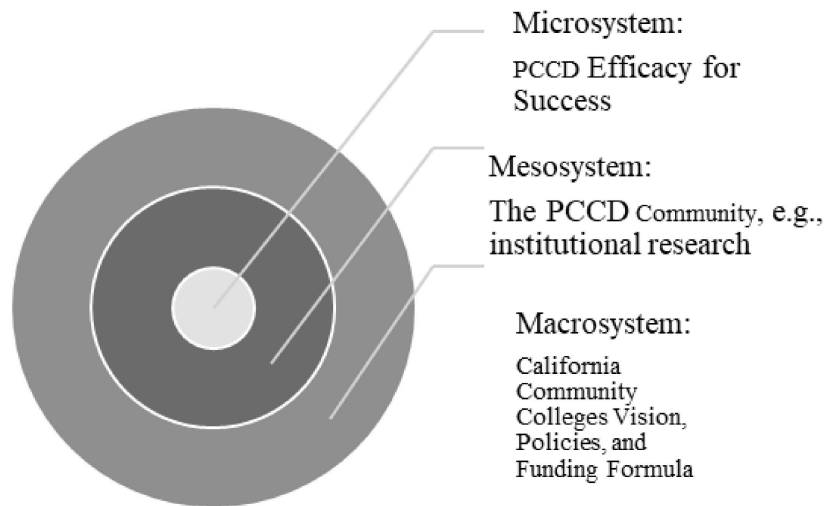 Microsystem:
PCCD Efficacy for
Success
Mesosystem:
The PCCD Community, e.g.,
institutional research
Macrosystem:
California
Community
Colleges Vision,
Policies, and
Funding Formula